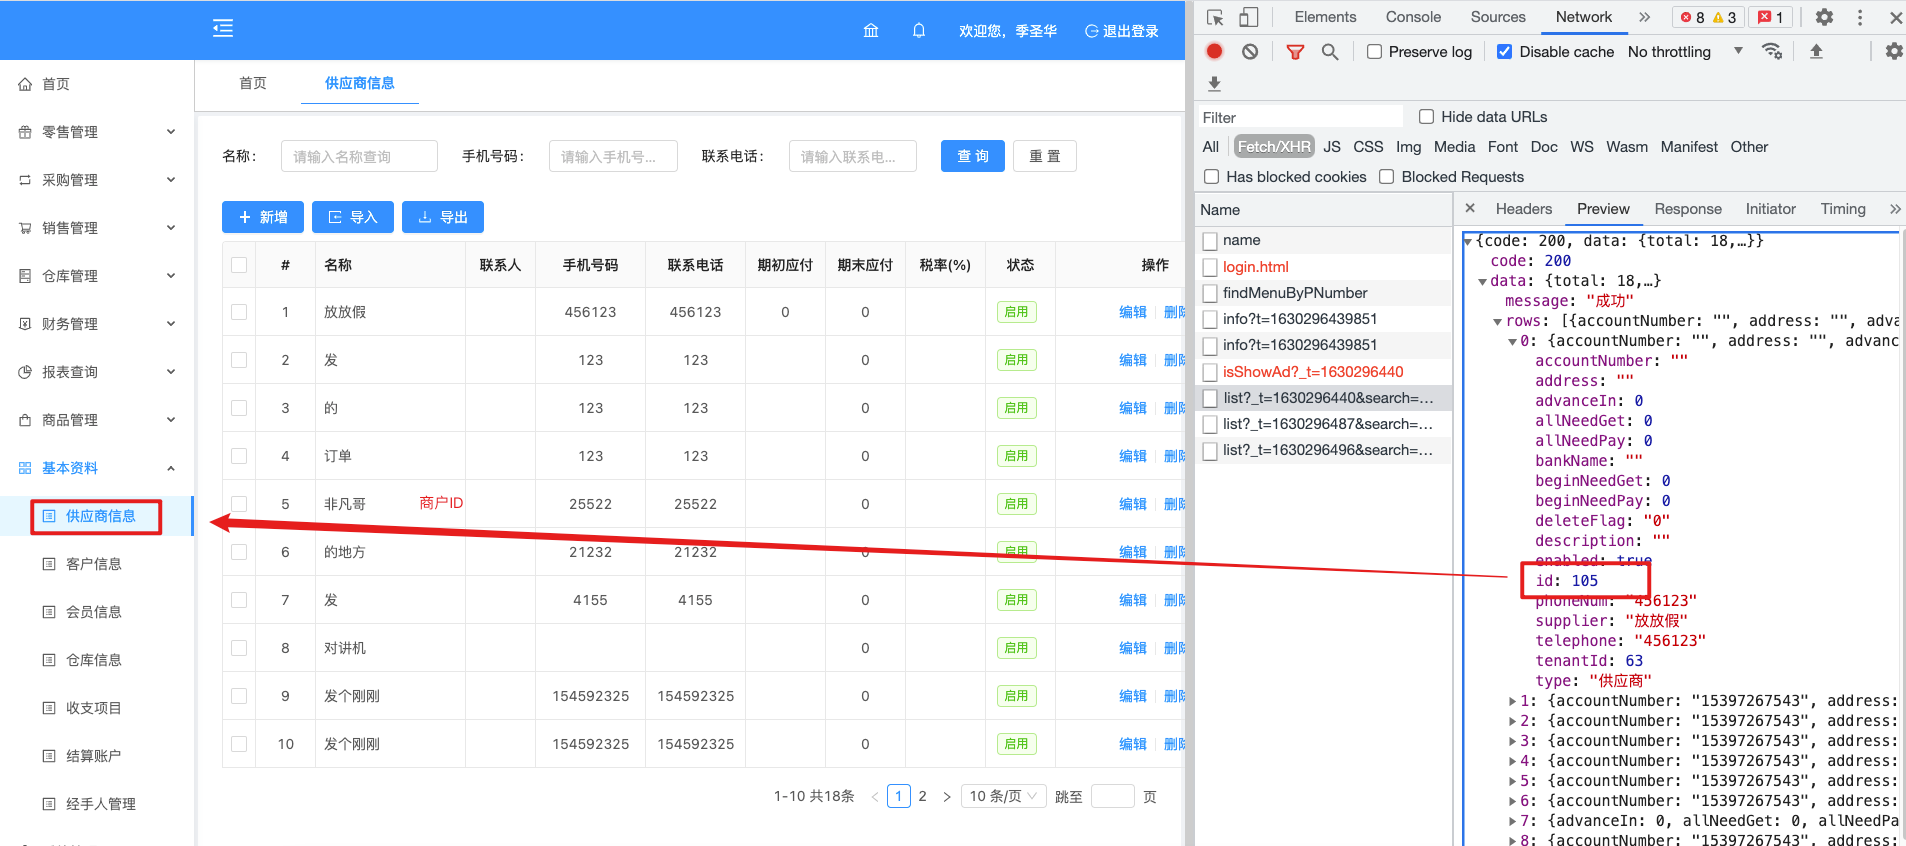 欢迎您，季圣华
退出登录
首页
零售管理
采购管理
销售管理
仓库管理
财务管理
报表查询
商品管理
基本资料
供应商信息
客户信息
会员信息
仓库信息
收支项目
结算账户
经手人管理
首页 供应商信息
名称： 请输入名称查询 手机号码： 请输入手机号... 联系电话： 请输入联系电... 查 询 重 置
新增 导入 导出
# 名称 联系人 手机号码 联系电话 期初应付 期末应付 税率(%) 状态 操作
1 放放假 456123 456123 0 0 启用 编辑 删除
2 发 123 123 0 启用 编辑 删除
3 的 123 123 0 启用 编辑 删除
4 订单 123 123 0 启用 编辑 删除
5 非凡哥 商户ID 25522 25522 0 启用 编辑 删除
6 的地方 21232 21232 0 启用 编辑 删除
7 发 4155 4155 0 启用 编辑 删除
8 对讲机 0 启用 编辑 删除
9 发个刚刚 154592325 154592325 0 启用 编辑 删除
10 发个刚刚 154592325 154592325 0 启用 编辑 删除
1-10 共18条 < 1 2 > 10 条/页 跳至 页
Elements Console Sources Network » 8 3 1
Preserve log Disable cache No throttling
Filter Hide data URLs
All Fetch/XHR JS CSS Img Media Font Doc WS Wasm Manifest Other
Has blocked cookies Blocked Requests
Name
name
login.html
findMenuByPNumber
info?t=1630296439851
info?t=1630296439851
isShowAd?_t=1630296440
list?_t=1630296440&search=...
list?_t=1630296487&search=...
list?_t=1630296496&search=...
Headers Preview Response Initiator Timing »
{code: 200, data: {total: 18,…}}
code: 200
data: {total: 18,…}
message: "成功"
rows: [{accountNumber: "", address: "", adva
0: {accountNumber: "", address: "", advanc
accountNumber: ""
address: ""
advanceIn: 0
allNeedGet: 0
allNeedPay: 0
bankName: ""
beginNeedGet: 0
beginNeedPay: 0
deleteFlag: "0"
description: ""
enabled: true
id: 105
phoneNum: "456123"
supplier: "放放假"
telephone: "456123"
tenantId: 63
type: "供应商"
1: {accountNumber: "15397267543", address:
2: {accountNumber: "15397267543", address:
3: {accountNumber: "15397267543", address:
4: {accountNumber: "15397267543", address:
5: {accountNumber: "15397267543", address:
6: {accountNumber: "15397267543", address:
7: {advanceIn: 0, allNeedGet: 0, allNeedPa
8: {accountNumber: "15397267543", address: